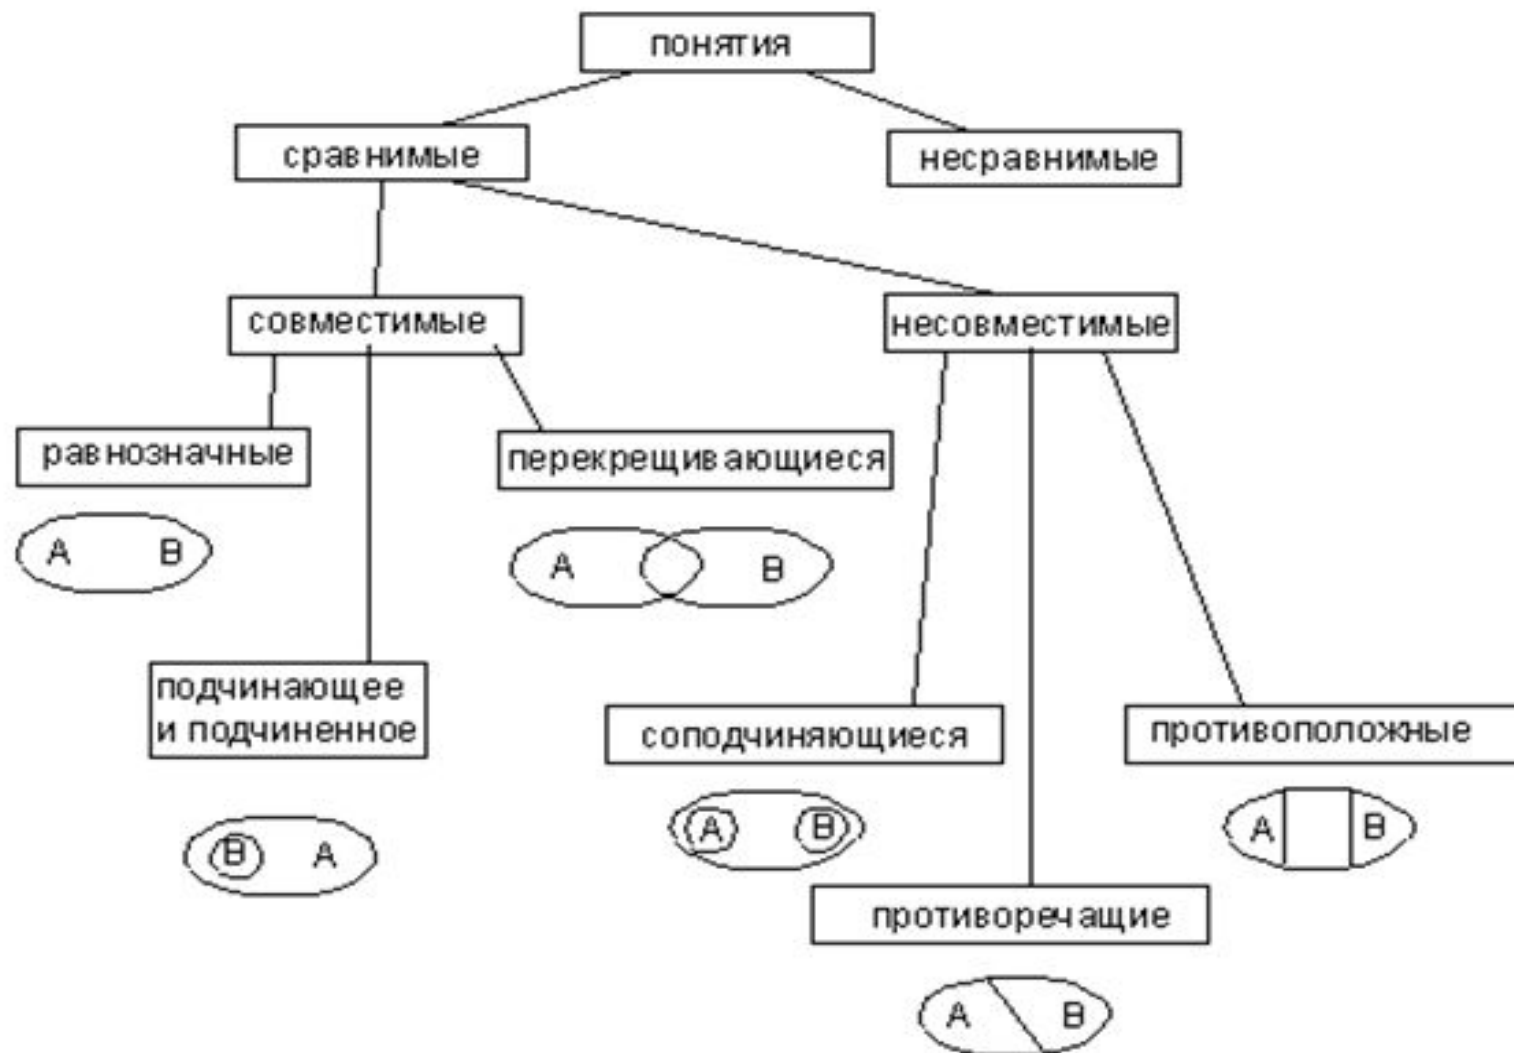 понятия
сравнимые
несравнимые
совместимые
несовместимые
равнозначные
перекрещивающиеся
A B
A B
подчинающее
и подчиненное
соподчиняющиеся
противоположные
B A
A B
A B
противоречащие
A B